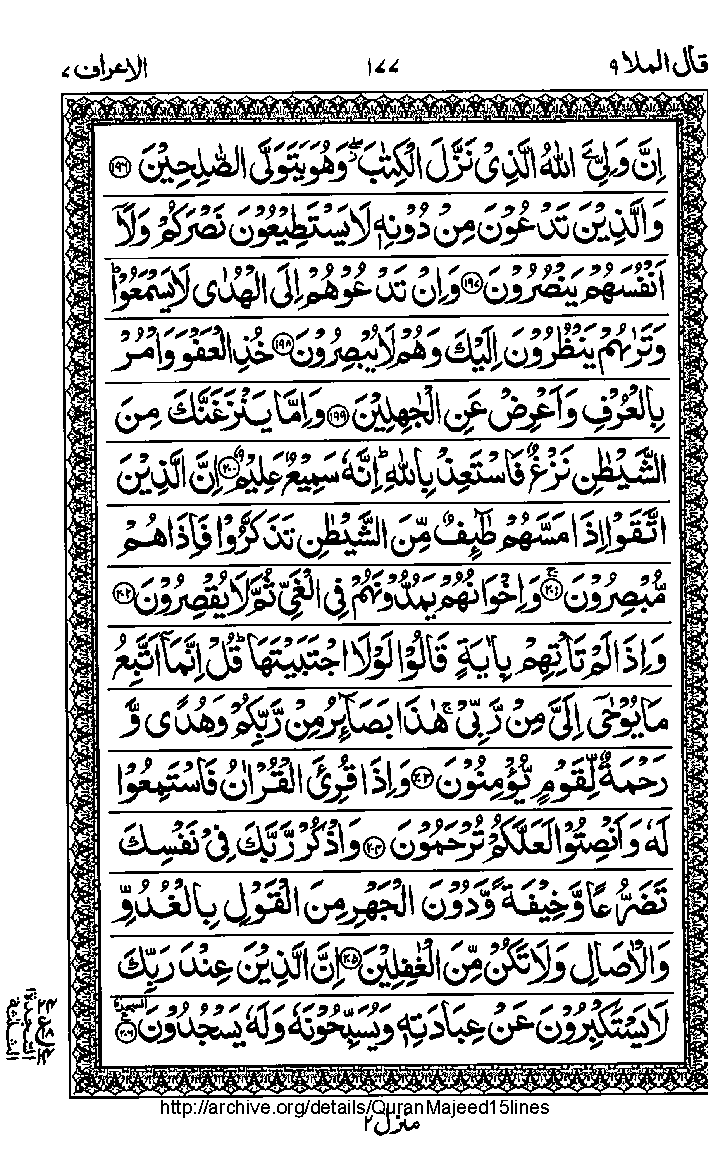 قال الملا ٩ ١٧٧ الاعراف ٧
اِنَّ وَلِيِّۦَ اللّٰهُ الَّذِىْ نَزَّلَ الْكِتٰبَ ۖ وَهُوَ يَتَوَلَّى الصّٰلِحِيْنَ ﴿١٩٦﴾
وَالَّذِيْنَ تَدْعُوْنَ مِنْ دُوْنِهٖ لَا يَسْتَطِيْعُوْنَ نَصْرَكُمْ وَلَآ
اَنْفُسَهُمْ يَنْصُرُوْنَ ﴿١٩٧﴾ وَاِنْ تَدْعُوْهُمْ اِلَى الْهُدٰى لَا يَسْمَعُوْا ؕ
وَتَرٰىهُمْ يَنْظُرُوْنَ اِلَيْكَ وَهُمْ لَا يُبْصِرُوْنَ ﴿١٩٨﴾ خُذِ الْعَفْوَ وَاْمُرْ
بِالْعُرْفِ وَاَعْرِضْ عَنِ الْجٰهِلِيْنَ ﴿١٩٩﴾ وَاِمَّا يَنْزَغَنَّكَ مِنَ
الشَّيْطٰنِ نَزْغٌ فَاسْتَعِذْ بِاللّٰهِ ؕ اِنَّهٗ سَمِيْعٌ عَلِيْمٌ ﴿٢٠٠﴾ اِنَّ الَّذِيْنَ
اتَّقَوْا اِذَا مَسَّهُمْ طٰٓئِفٌ مِّنَ الشَّيْطٰنِ تَذَكَّرُوْا فَاِذَا هُمْ
مُّبْصِرُوْنَ ﴿٢٠١﴾ ۚ وَاِخْوَانُهُمْ يَمُدُّوْنَهُمْ فِى الْغَىِّ ثُمَّ لَا يُقْصِرُوْنَ ﴿٢٠٢﴾
وَاِذَا لَمْ تَاْتِهِمْ بِاٰيَةٍ قَالُوْا لَوْلَا اجْتَبَيْتَهَا ؕ قُلْ اِنَّمَآ اَتَّبِعُ
مَا يُوْحٰٓى اِلَىَّ مِنْ رَّبِّىْ ۚ هٰذَا بَصَآئِرُ مِنْ رَّبِّكُمْ وَهُدًى وَّ
رَحْمَةٌ لِّقَوْمٍ يُّؤْمِنُوْنَ ﴿٢٠٣﴾ وَاِذَا قُرِئَ الْقُرْاٰنُ فَاسْتَمِعُوْا
لَهٗ وَاَنْصِتُوْا لَعَلَّكُمْ تُرْحَمُوْنَ ﴿٢٠٤﴾ وَاذْكُرْ رَّبَّكَ فِىْ نَفْسِكَ
تَضَرُّعًا وَّخِيْفَةً وَّدُوْنَ الْجَهْرِ مِنَ الْقَوْلِ بِالْغُدُوِّ
وَالْاٰصَالِ وَلَا تَكُنْ مِّنَ الْغٰفِلِيْنَ ﴿٢٠٥﴾ اِنَّ الَّذِيْنَ عِنْدَ رَبِّكَ
لَا يَسْتَكْبِرُوْنَ عَنْ عِبَادَتِهٖ وَيُسَبِّحُوْنَهٗ وَلَهٗ يَسْجُدُوْنَ ﴿٢٠٦﴾ السجدة
http://archive.org/details/QuranMajeed15lines
منزل ٢